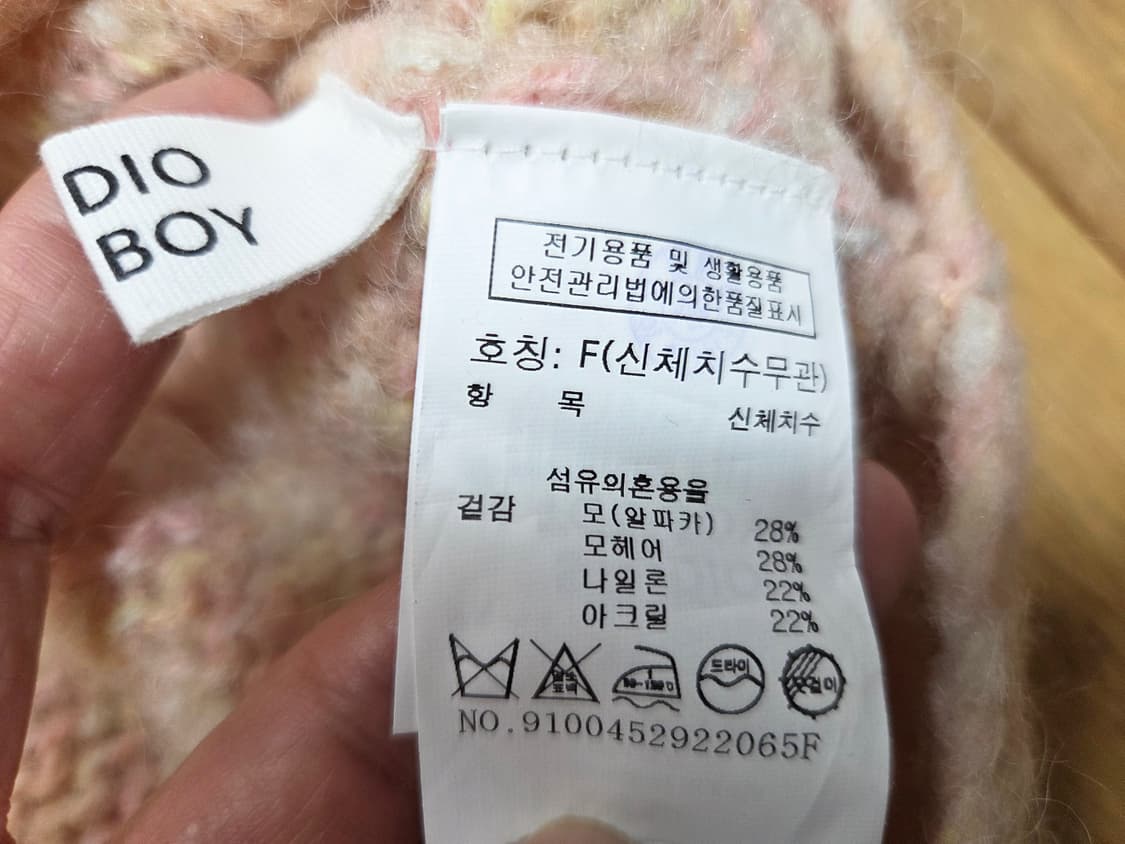 DIO
BOY
전기용품 및 생활용품
안전관리법에의한품질표시
호칭: F(신체치수무관)
항 목 신체치수
섬유의혼용율
겉감 모(알파카) 28%
모헤어 28%
나일론 22%
아크릴 22%
드라이
옷걸이
NO.9100452922065F